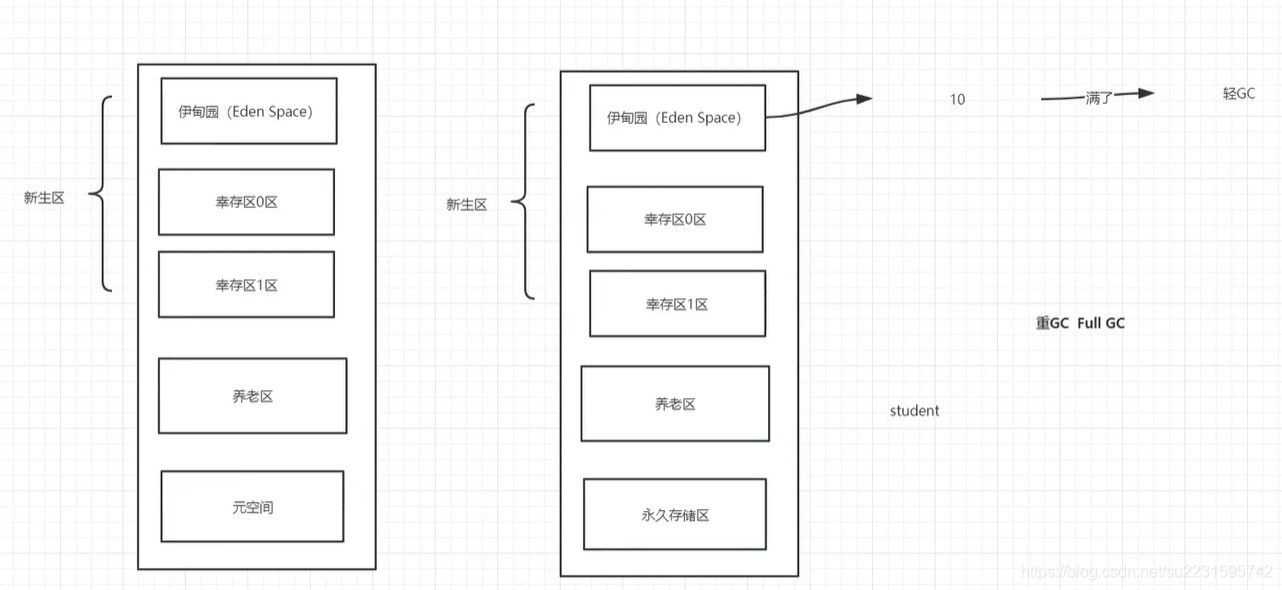 伊甸园（Eden Space）
幸存区0区
新生区
幸存区1区
养老区
元空间
伊甸园（Eden Space）
幸存区0区
新生区
幸存区1区
养老区
永久存储区
10
满了
轻GC
重GC Full GC
student
https://blog.csdn.net/su2231595742